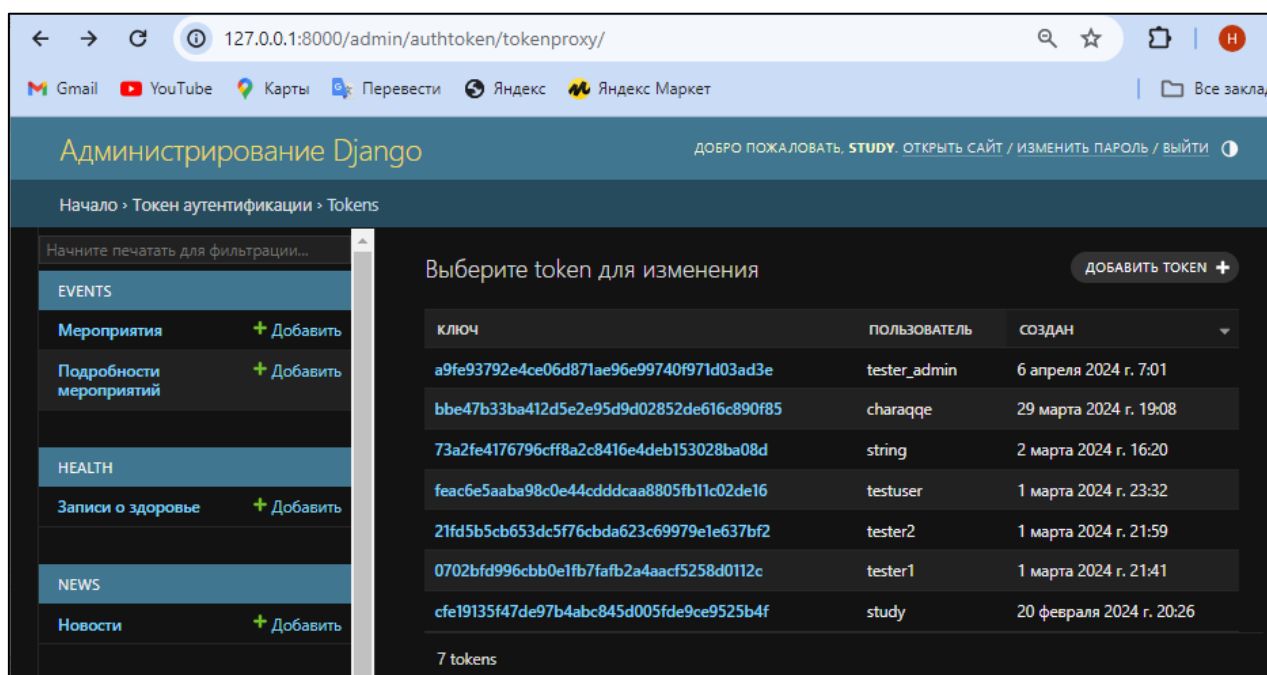 127.0.0.1:8000/admin/authtoken/tokenproxy/
H
Gmail YouTube Карты Перевести Яндекс Яндекс Маркет Все заклад
Администрирование Django
ДОБРО ПОЖАЛОВАТЬ, STUDY. ОТКРЫТЬ САЙТ / ИЗМЕНИТЬ ПАРОЛЬ / ВЫЙТИ
Начало › Токен аутентификации › Tokens
Начните печатать для фильтрации...
EVENTS
Мероприятия + Добавить
Подробности мероприятий + Добавить
HEALTH
Записи о здоровье + Добавить
NEWS
Новости + Добавить
Выберите token для изменения
ДОБАВИТЬ TOKEN +
КЛЮЧ ПОЛЬЗОВАТЕЛЬ СОЗДАН
a9fe93792e4ce06d871ae96e99740f971d03ad3e tester_admin 6 апреля 2024 г. 7:01
bbe47b33ba412d5e2e95d9d02852de616c890f85 charaqqe 29 марта 2024 г. 19:08
73a2fe4176796cff8a2c8416e4deb153028ba08d string 2 марта 2024 г. 16:20
feac6e5aaba98c0e44cdddcaa8805fb11c02de16 testuser 1 марта 2024 г. 23:32
21fd5b5cb653dc5f76cbda623c69979e1e637bf2 tester2 1 марта 2024 г. 21:59
0702bfd996cbb0e1fb7fafb2a4aacf5258d0112c tester1 1 марта 2024 г. 21:41
cfe19135f47de97b4abc845d005fde9ce9525b4f study 20 февраля 2024 г. 20:26
7 tokens